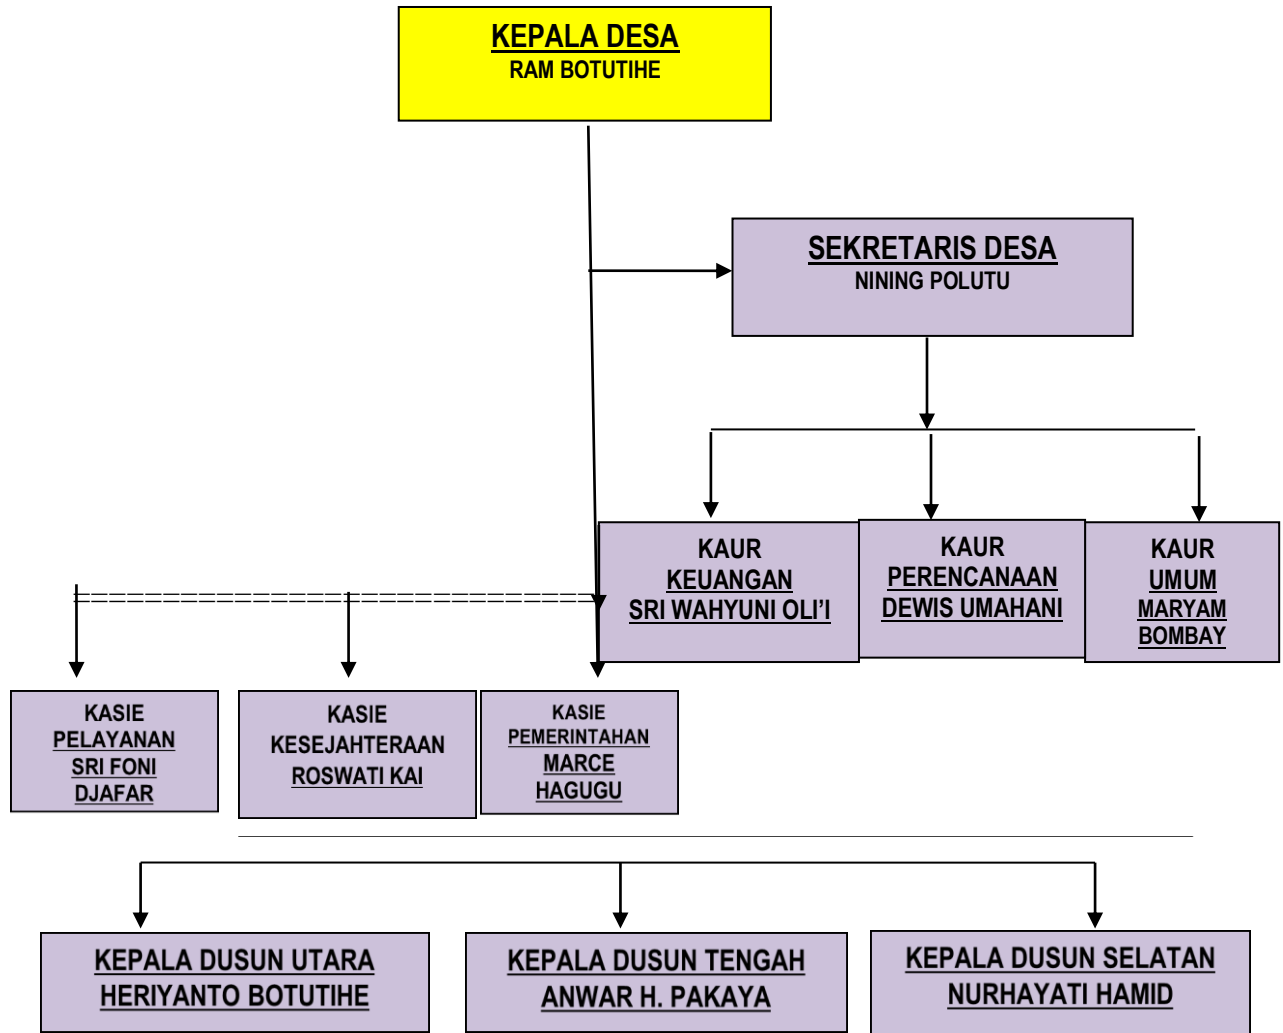 KEPALA DESA
RAM BOTUTIHE
SEKRETARIS DESA
NINING POLUTU
KAUR
KEUANGAN
SRI WAHYUNI OLI’I
KAUR
PERENCANAAN
DEWIS UMAHANI
KAUR
UMUM
MARYAM
BOMBAY
KASIE
PELAYANAN
SRI FONI
DJAFAR
KASIE
KESEJAHTERAAN
ROSWATI KAI
KASIE
PEMERINTAHAN
MARCE
HAGUGU
KEPALA DUSUN UTARA
HERIYANTO BOTUTIHE
KEPALA DUSUN TENGAH
ANWAR H. PAKAYA
KEPALA DUSUN SELATAN
NURHAYATI HAMID